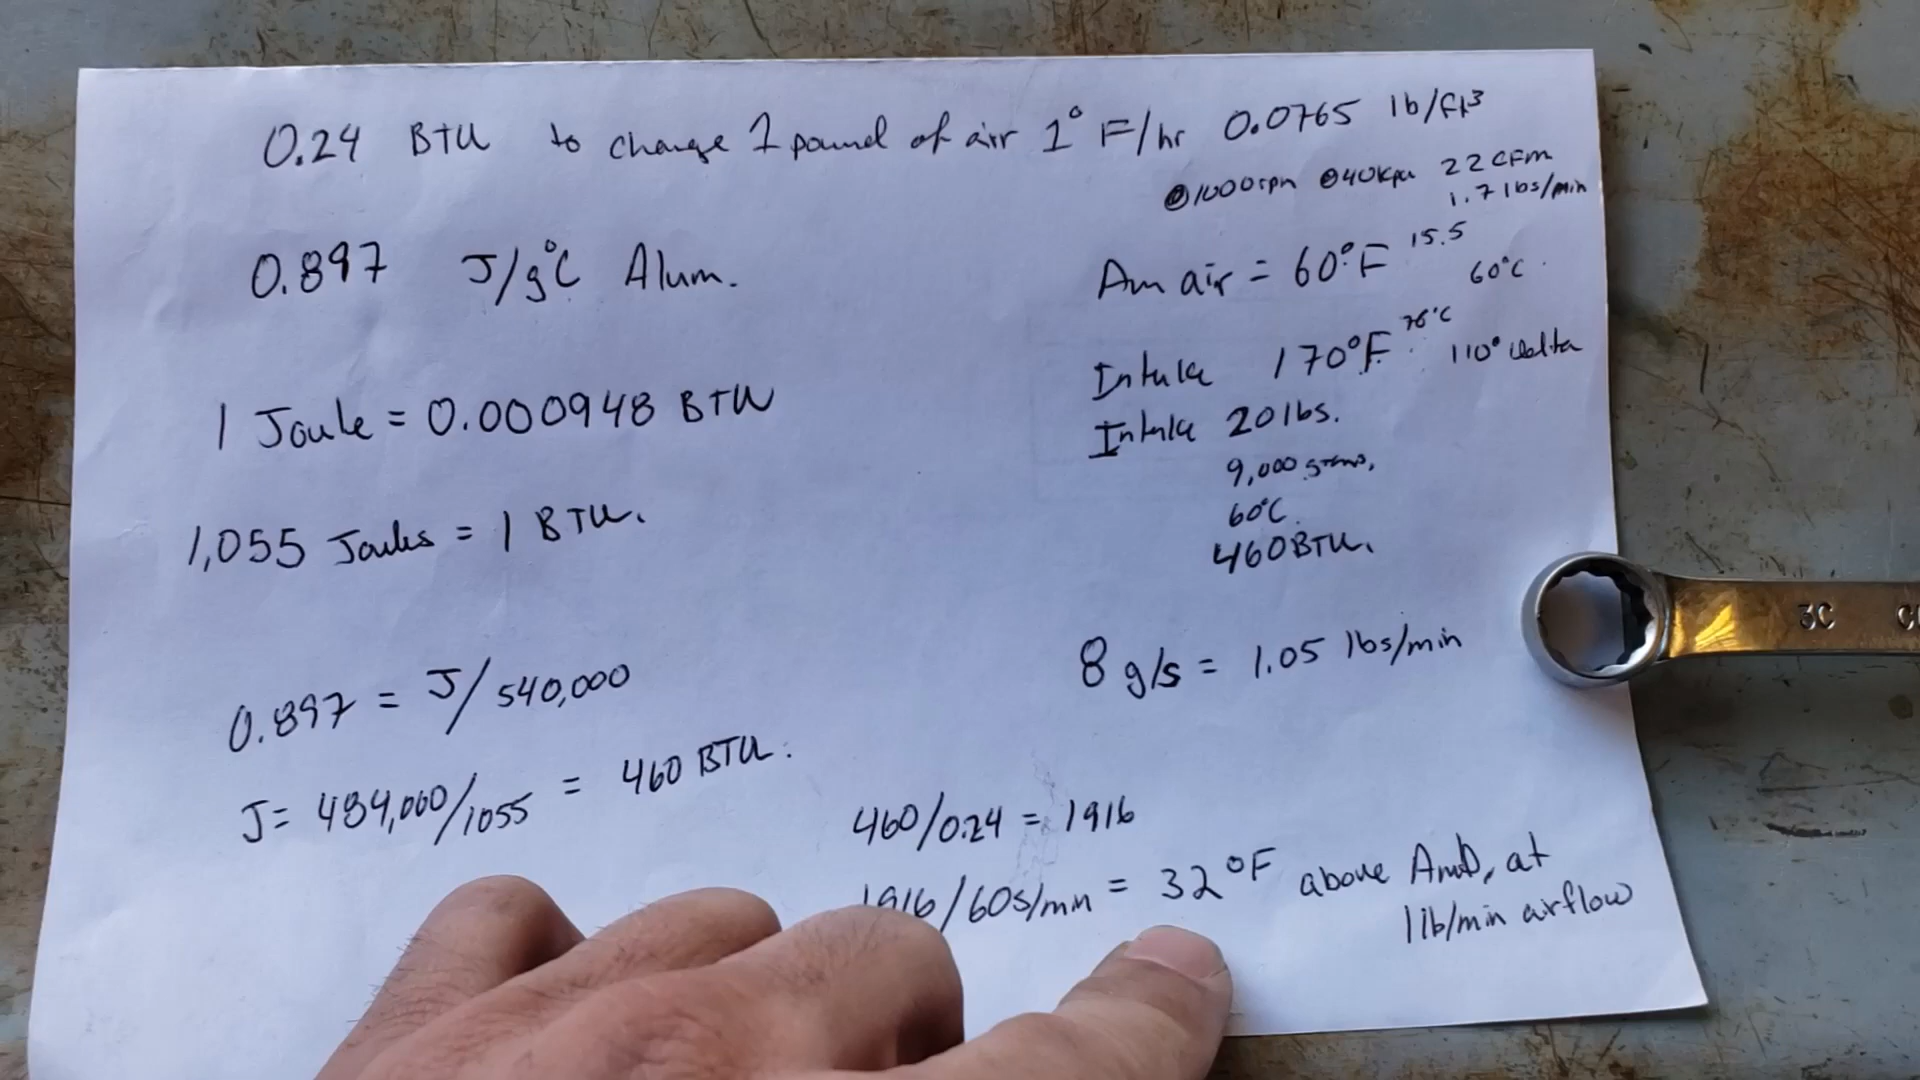 0.24 BTU to change 1 pound of air 1° F/hr 0.0765 lb/ft³
@1000rpm @40kpa 22 CFM
1.7 lbs/min
0.897 J/g°C Alum.
Am air = 60°F 15.5
60°C
1 Joule = 0.000948 BTU
Intake 170°F 76°C 110° delta
Intake 20lbs.
9,000 grams.
60°C.
460BTU.
1,055 Joules = 1 BTU.
8 g/s = 1.05 lbs/min
0.897 = J/540,000
J= 484,000/1055 = 460 BTU.
460/0.24 = 1916
1916/60s/min = 32°F above Amb, at
1lb/min airflow
3C